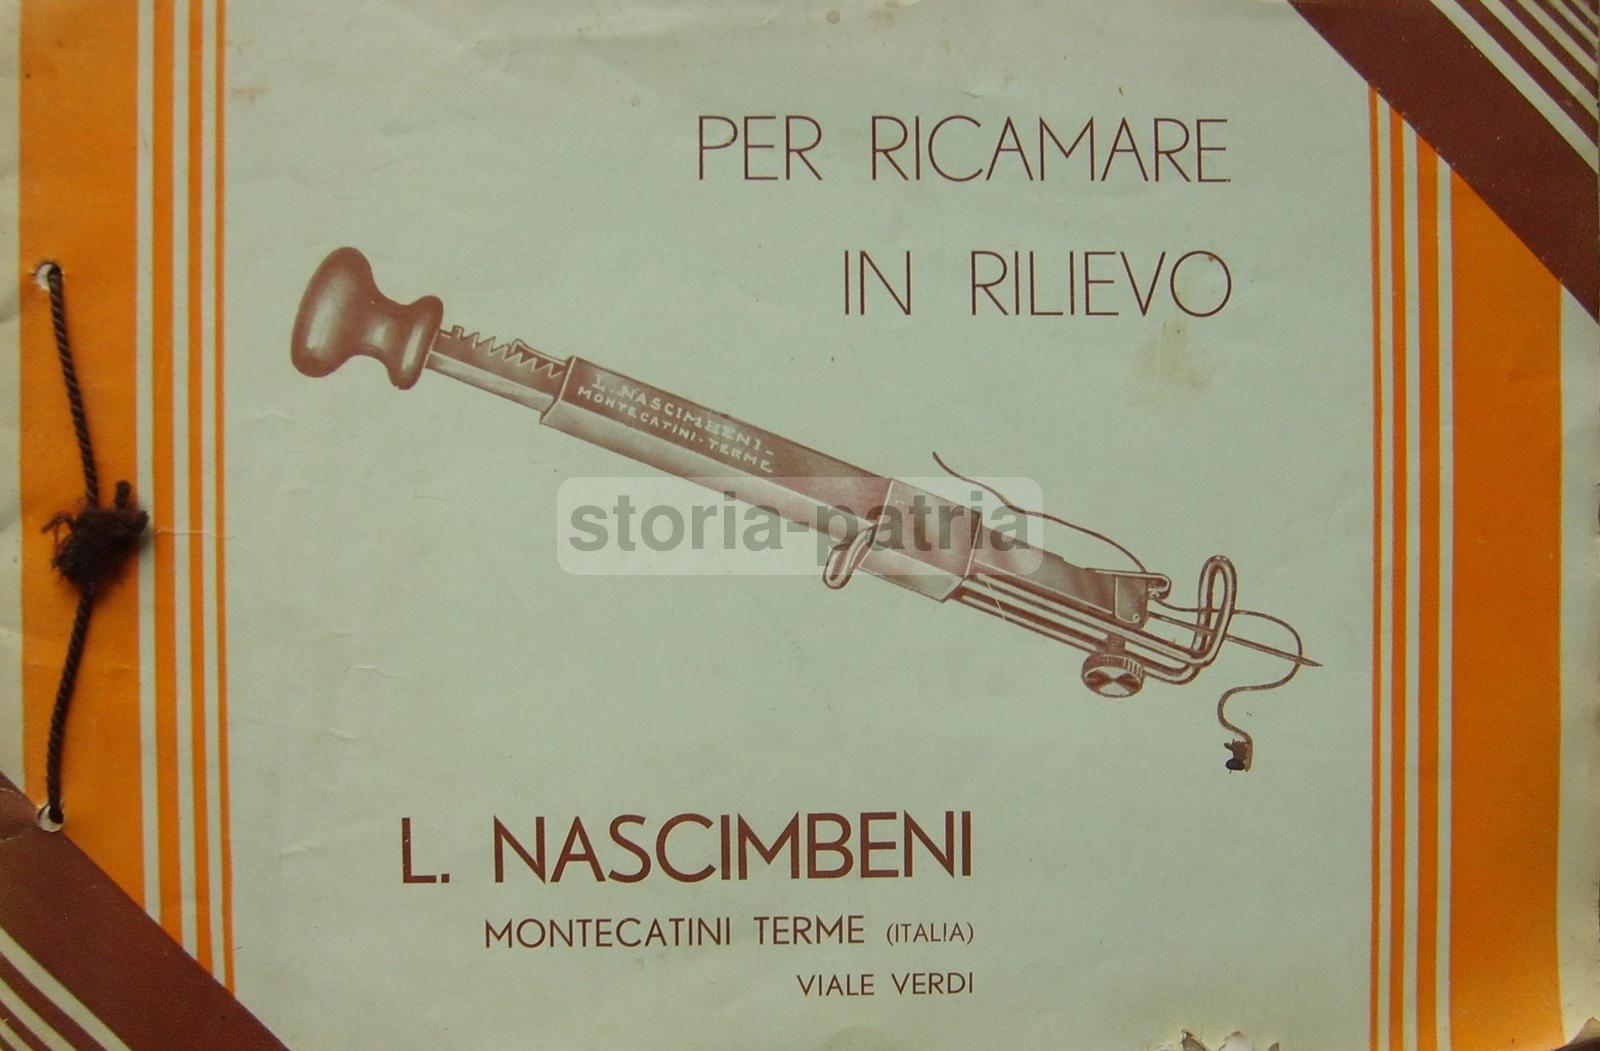 PER RICAMARE
IN RILIEVO
L. NASCIMBENI-
MONTECATINI-TERME
storia-patria
L. NASCIMBENI
MONTECATINI TERME (ITALIA)
VIALE VERDI